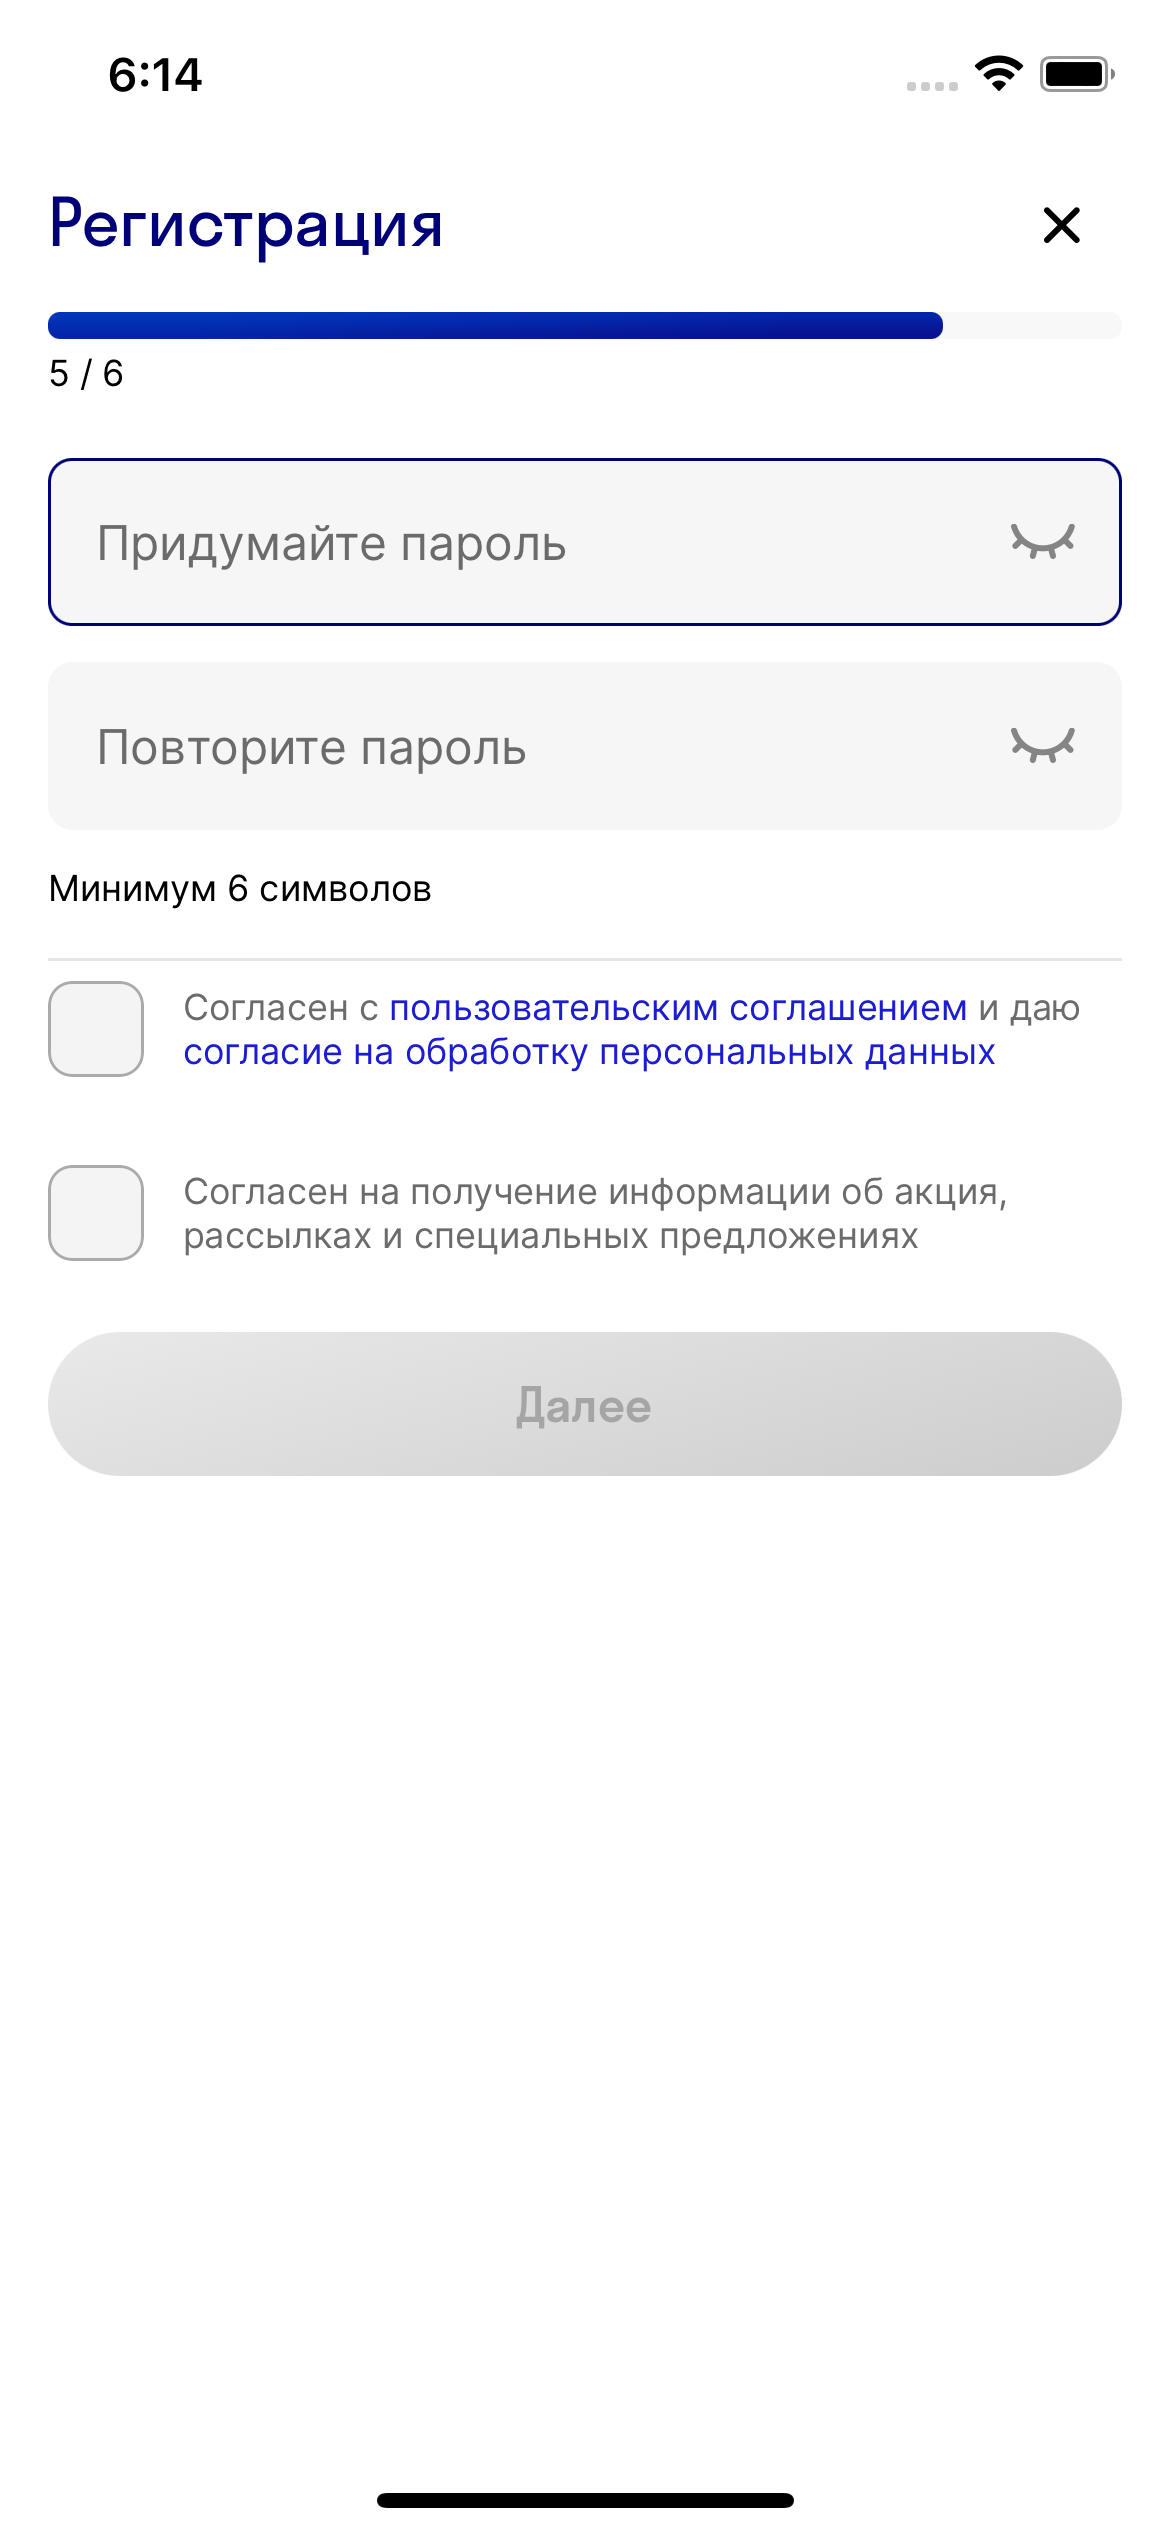 6:14
Регистрация
5 / 6
Придумайте пароль
Повторите пароль
Минимум 6 символов
Согласен с пользовательским соглашением и даю
согласие на обработку персональных данных
Согласен на получение информации об акция,
рассылках и специальных предложениях
Далее